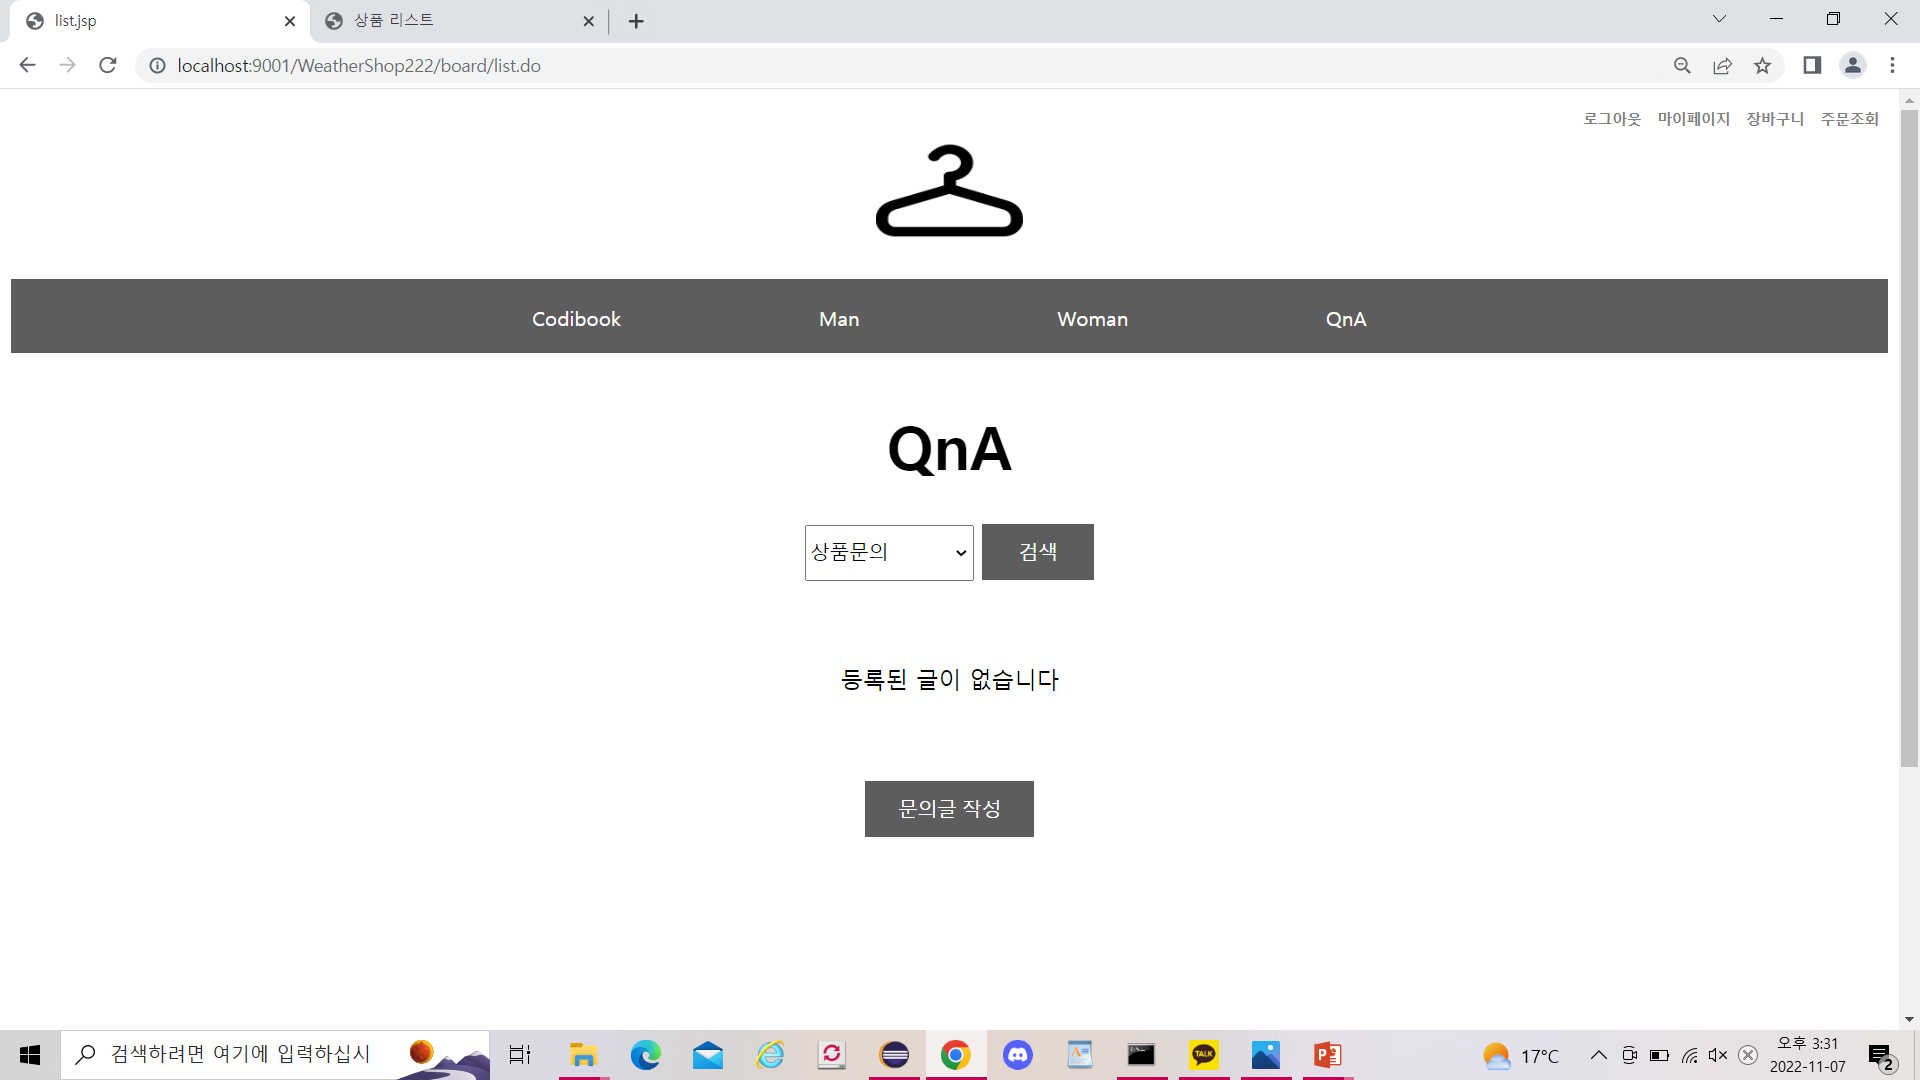 list.jsp
상품 리스트
localhost:9001/WeatherShop222/board/list.do
로그아웃 마이페이지 장바구니 주문조회
Codibook Man Woman QnA
QnA
상품문의 검색
등록된 글이 없습니다
문의글 작성
검색하려면 여기에 입력하십시
TALK
17°C
오후 3:31
2022-11-07
2